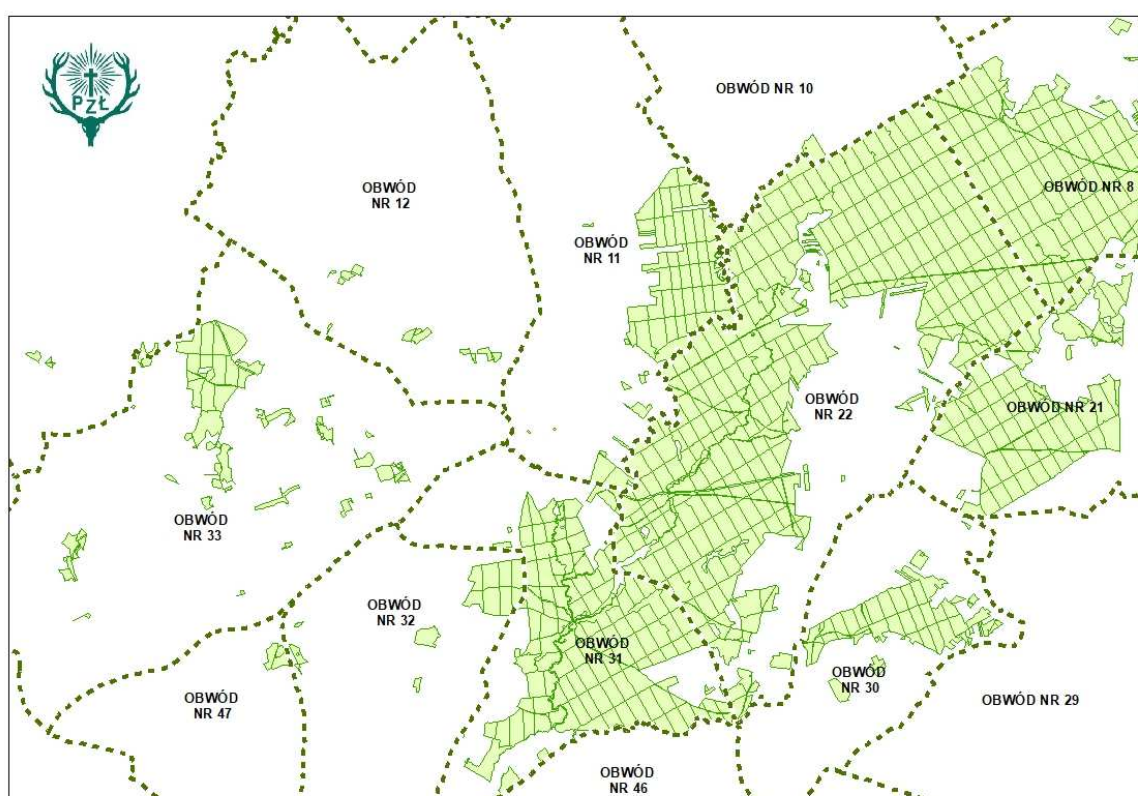 PZŁ
OBWÓD NR 10
OBWÓD
NR 12
OBWÓD NR 8
OBWÓD
NR 11
OBWÓD
NR 22
OBWÓD NR 21
OBWÓD
NR 33
OBWÓD
NR 32
OBWÓD
NR 31
OBWÓD
NR 30
OBWÓD
NR 47
OBWÓD NR 29
OBWÓD
NR 46